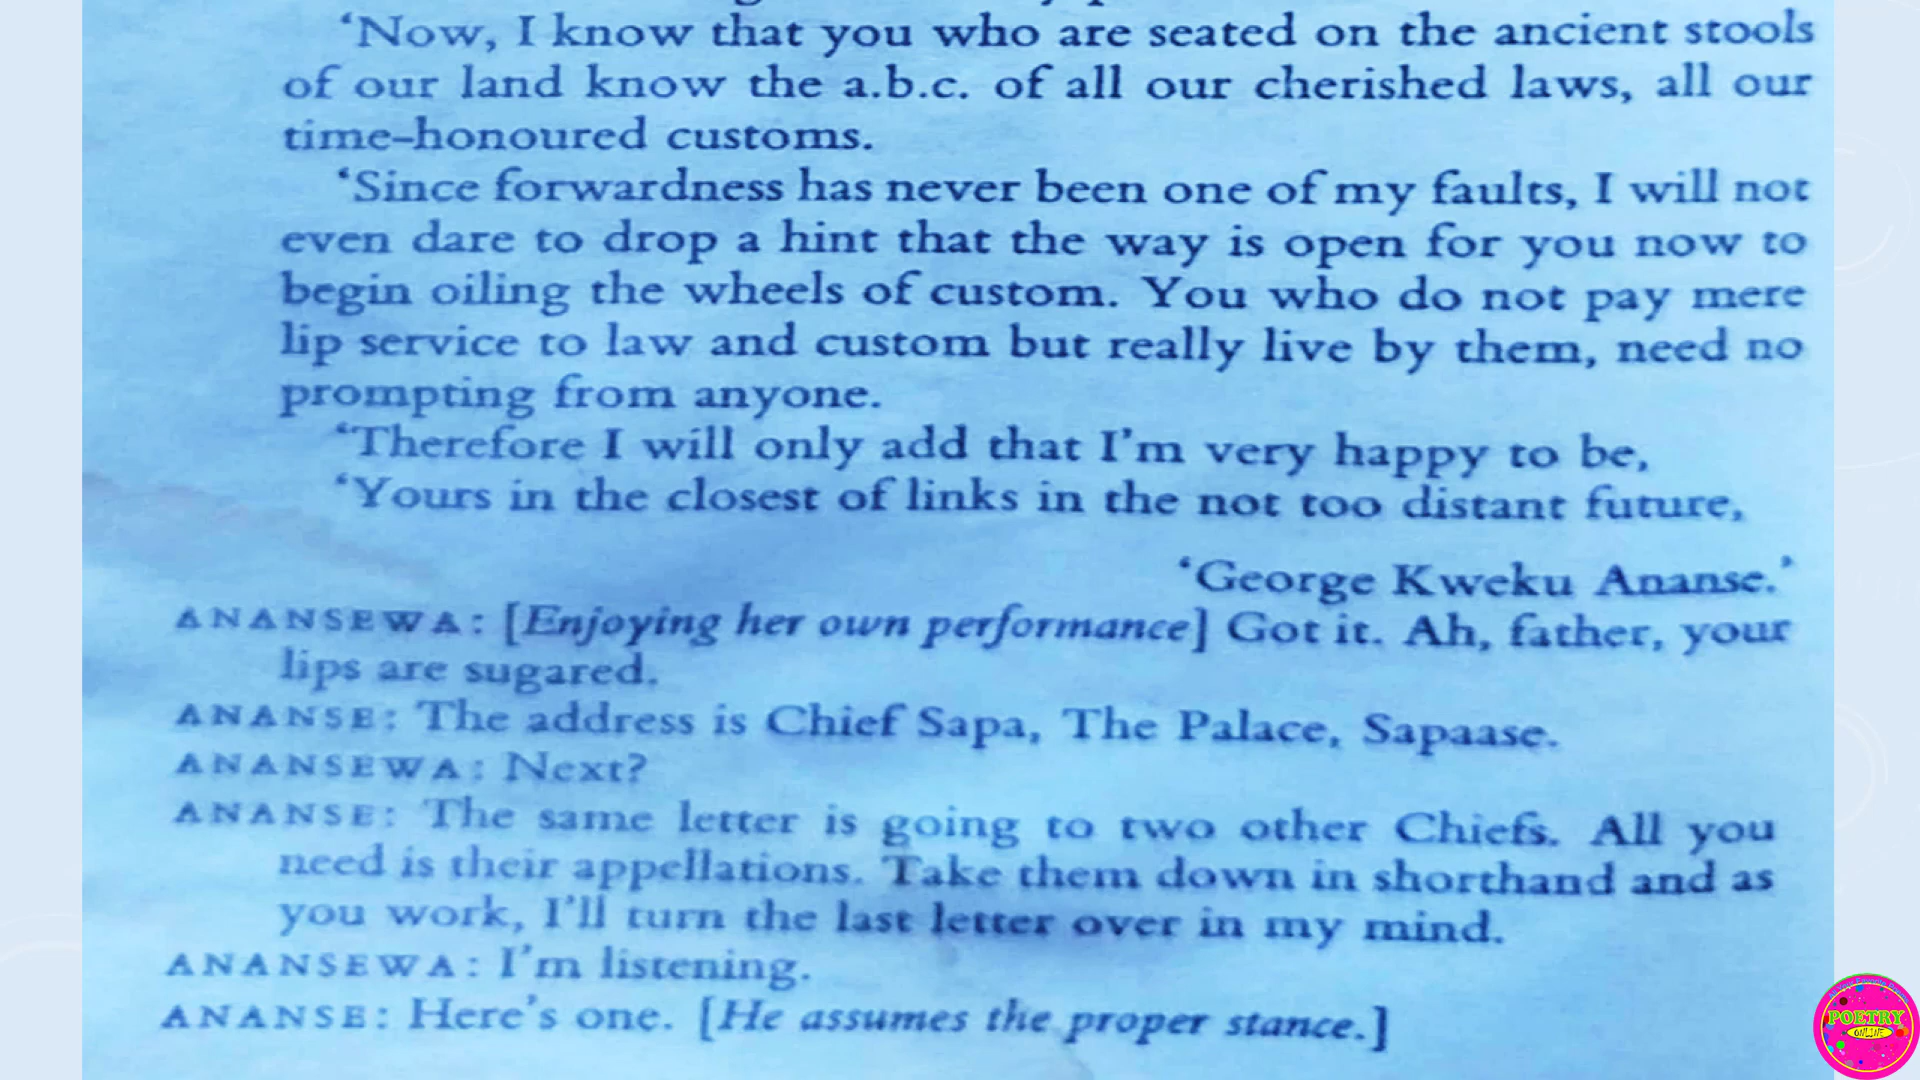 ‘Now, I know that you who are seated on the ancient stools
of our land know the a.b.c. of all our cherished laws, all our
time-honoured customs.
‘Since forwardness has never been one of my faults, I will not
even dare to drop a hint that the way is open for you now to
begin oiling the wheels of custom. You who do not pay mere
lip service to law and custom but really live by them, need no
prompting from anyone.
‘Therefore I will only add that I’m very happy to be,
‘Yours in the closest of links in the not too distant future,
‘George Kweku Ananse.’
ANANSEWA: [Enjoying her own performance] Got it. Ah, father, your
lips are sugared.
ANANSE: The address is Chief Sapa, The Palace, Sapaase.
ANANSEWA: Next?
ANANSE: The same letter is going to two other Chiefs. All you
need is their appellations. Take them down in shorthand and as
you work, I’ll turn the last letter over in my mind.
ANANSEWA: I’m listening.
ANANSE: Here’s one. [He assumes the proper stance.]
POETRY
ONLINE